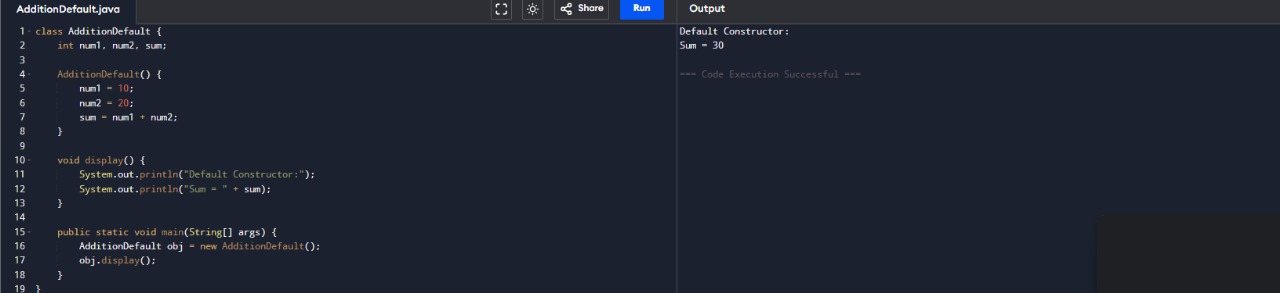 AdditionDefault.java
Share
Run
Output
1 class AdditionDefault {
2     int num1, num2, sum;
3
4     AdditionDefault() {
5         num1 = 10;
6         num2 = 20;
7         sum = num1 + num2;
8     }
9
10     void display() {
11         System.out.println("Default Constructor:");
12         System.out.println("Sum = " + sum);
13     }
14
15     public static void main(String[] args) {
16         AdditionDefault obj = new AdditionDefault();
17         obj.display();
18     }
19 }
Default Constructor:
Sum = 30
=== Code Execution Successful ===